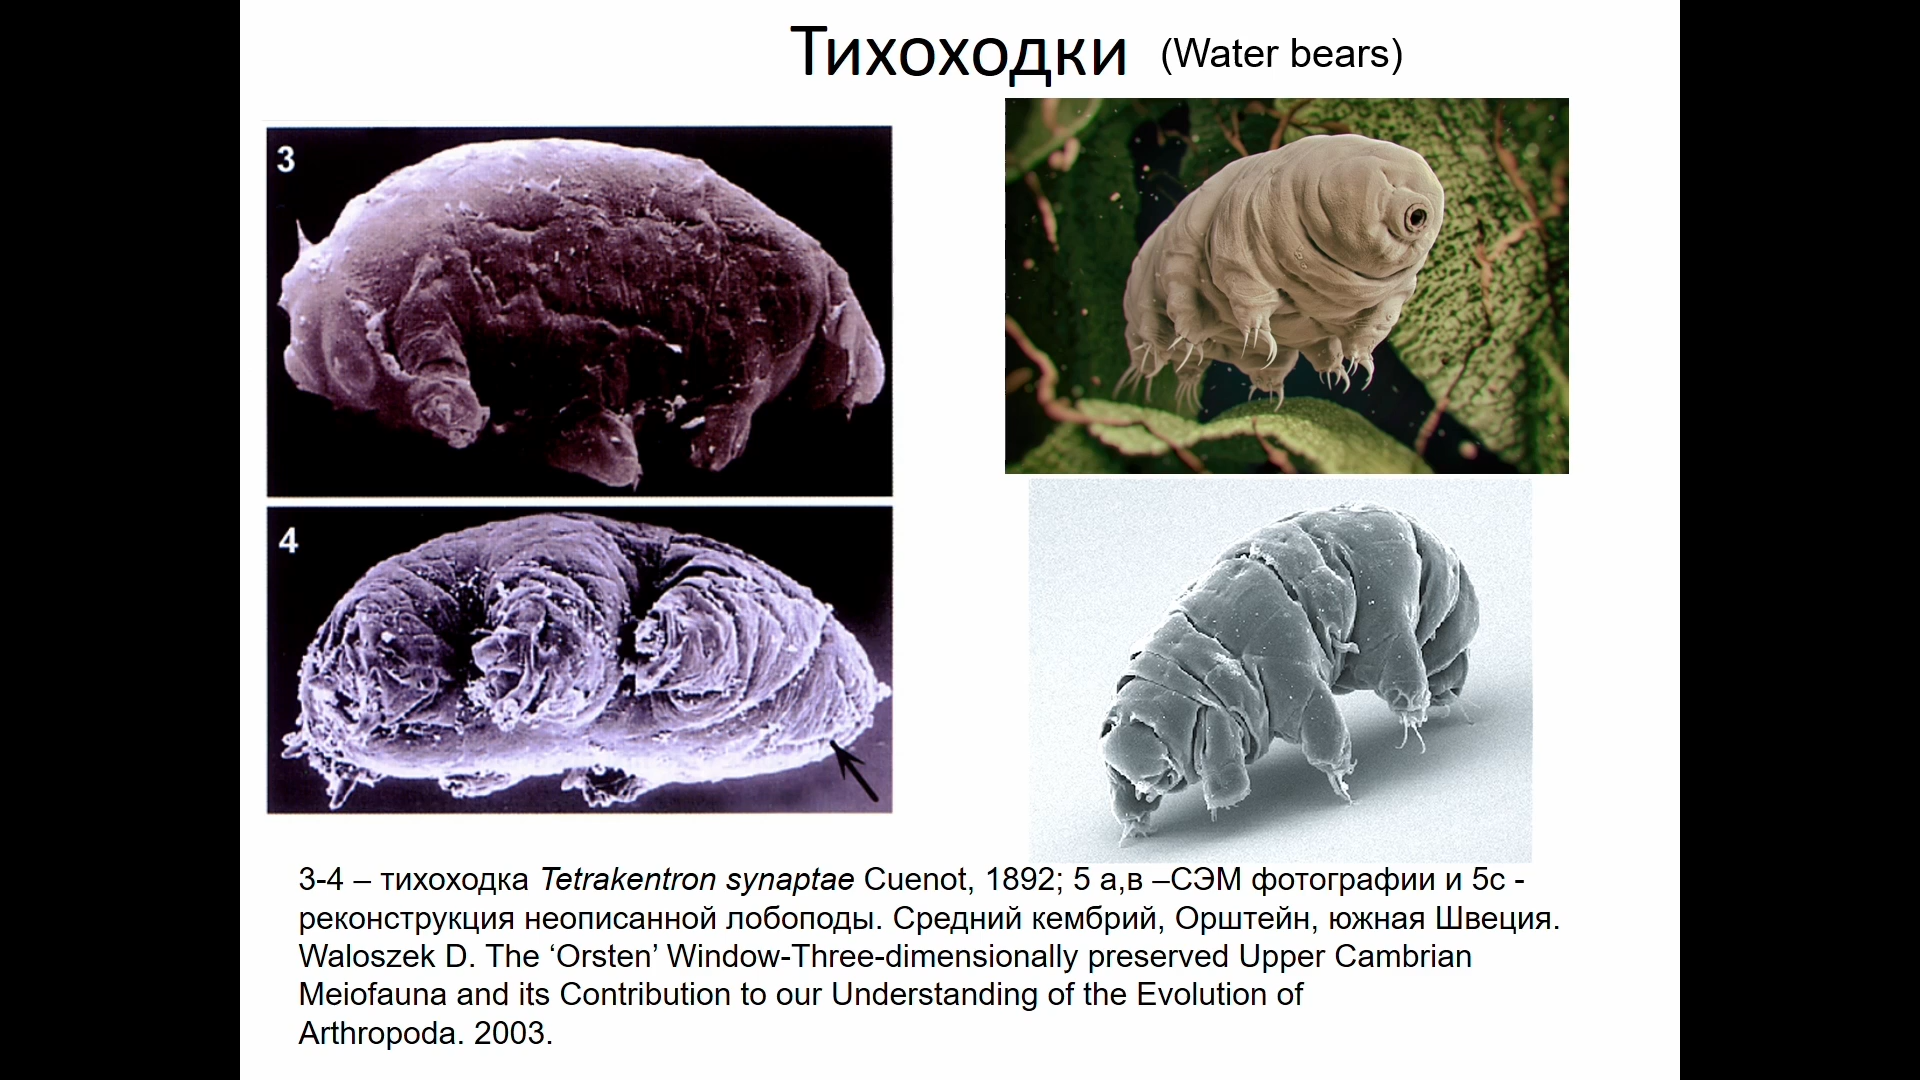 Тихоходки (Water bears)
3
4
3-4 – тихоходка Tetrakentron synaptae Cuenot, 1892; 5 а,в –СЭМ фотографии и 5с -
реконструкция неописанной лобоподы. Средний кембрий, Орштейн, южная Швеция.
Waloszek D. The ‘Orsten’ Window-Three-dimensionally preserved Upper Cambrian
Meiofauna and its Contribution to our Understanding of the Evolution of
Arthropoda. 2003.